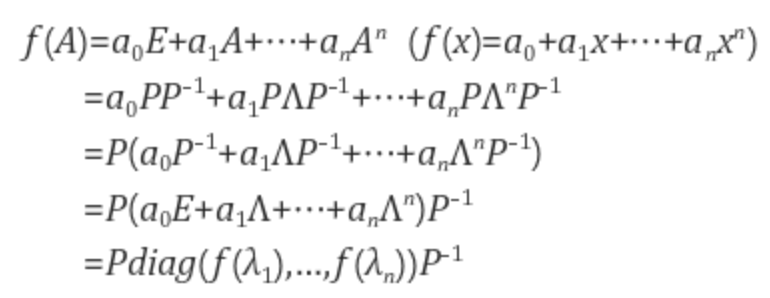 f(A)=a₀E+a₁A+···+aₙAⁿ (f(x)=a₀+a₁x+···+aₙxⁿ)
=a₀PP⁻¹+a₁PΛP⁻¹+···+aₙPΛⁿP⁻¹
=P(a₀P⁻¹+a₁ΛP⁻¹+···+aₙΛⁿP⁻¹)
=P(a₀E+a₁Λ+···+aₙΛⁿ)P⁻¹
=Pdiag(f(λ₁),...,f(λₙ))P⁻¹